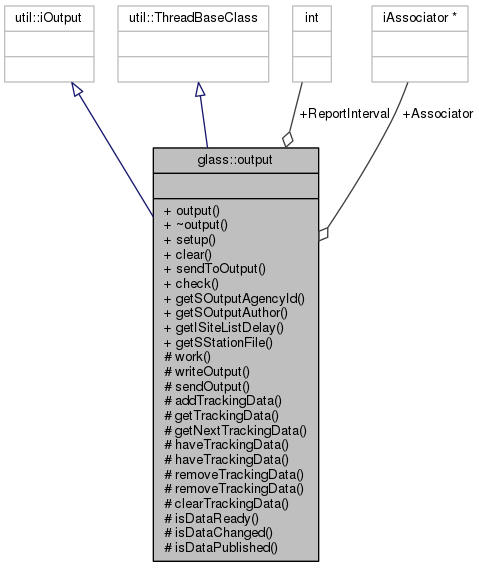 util::iOutput
util::ThreadBaseClass
int
iAssociator *
+ReportInterval
+Associator
glass::output
+ output()
+ ~output()
+ setup()
+ clear()
+ sendToOutput()
+ check()
+ getSOutputAgencyId()
+ getSOutputAuthor()
+ getISiteListDelay()
+ getSStationFile()
# work()
# writeOutput()
# sendOutput()
# addTrackingData()
# getTrackingData()
# getNextTrackingData()
# haveTrackingData()
# haveTrackingData()
# removeTrackingData()
# removeTrackingData()
# clearTrackingData()
# isDataReady()
# isDataChanged()
# isDataPublished()